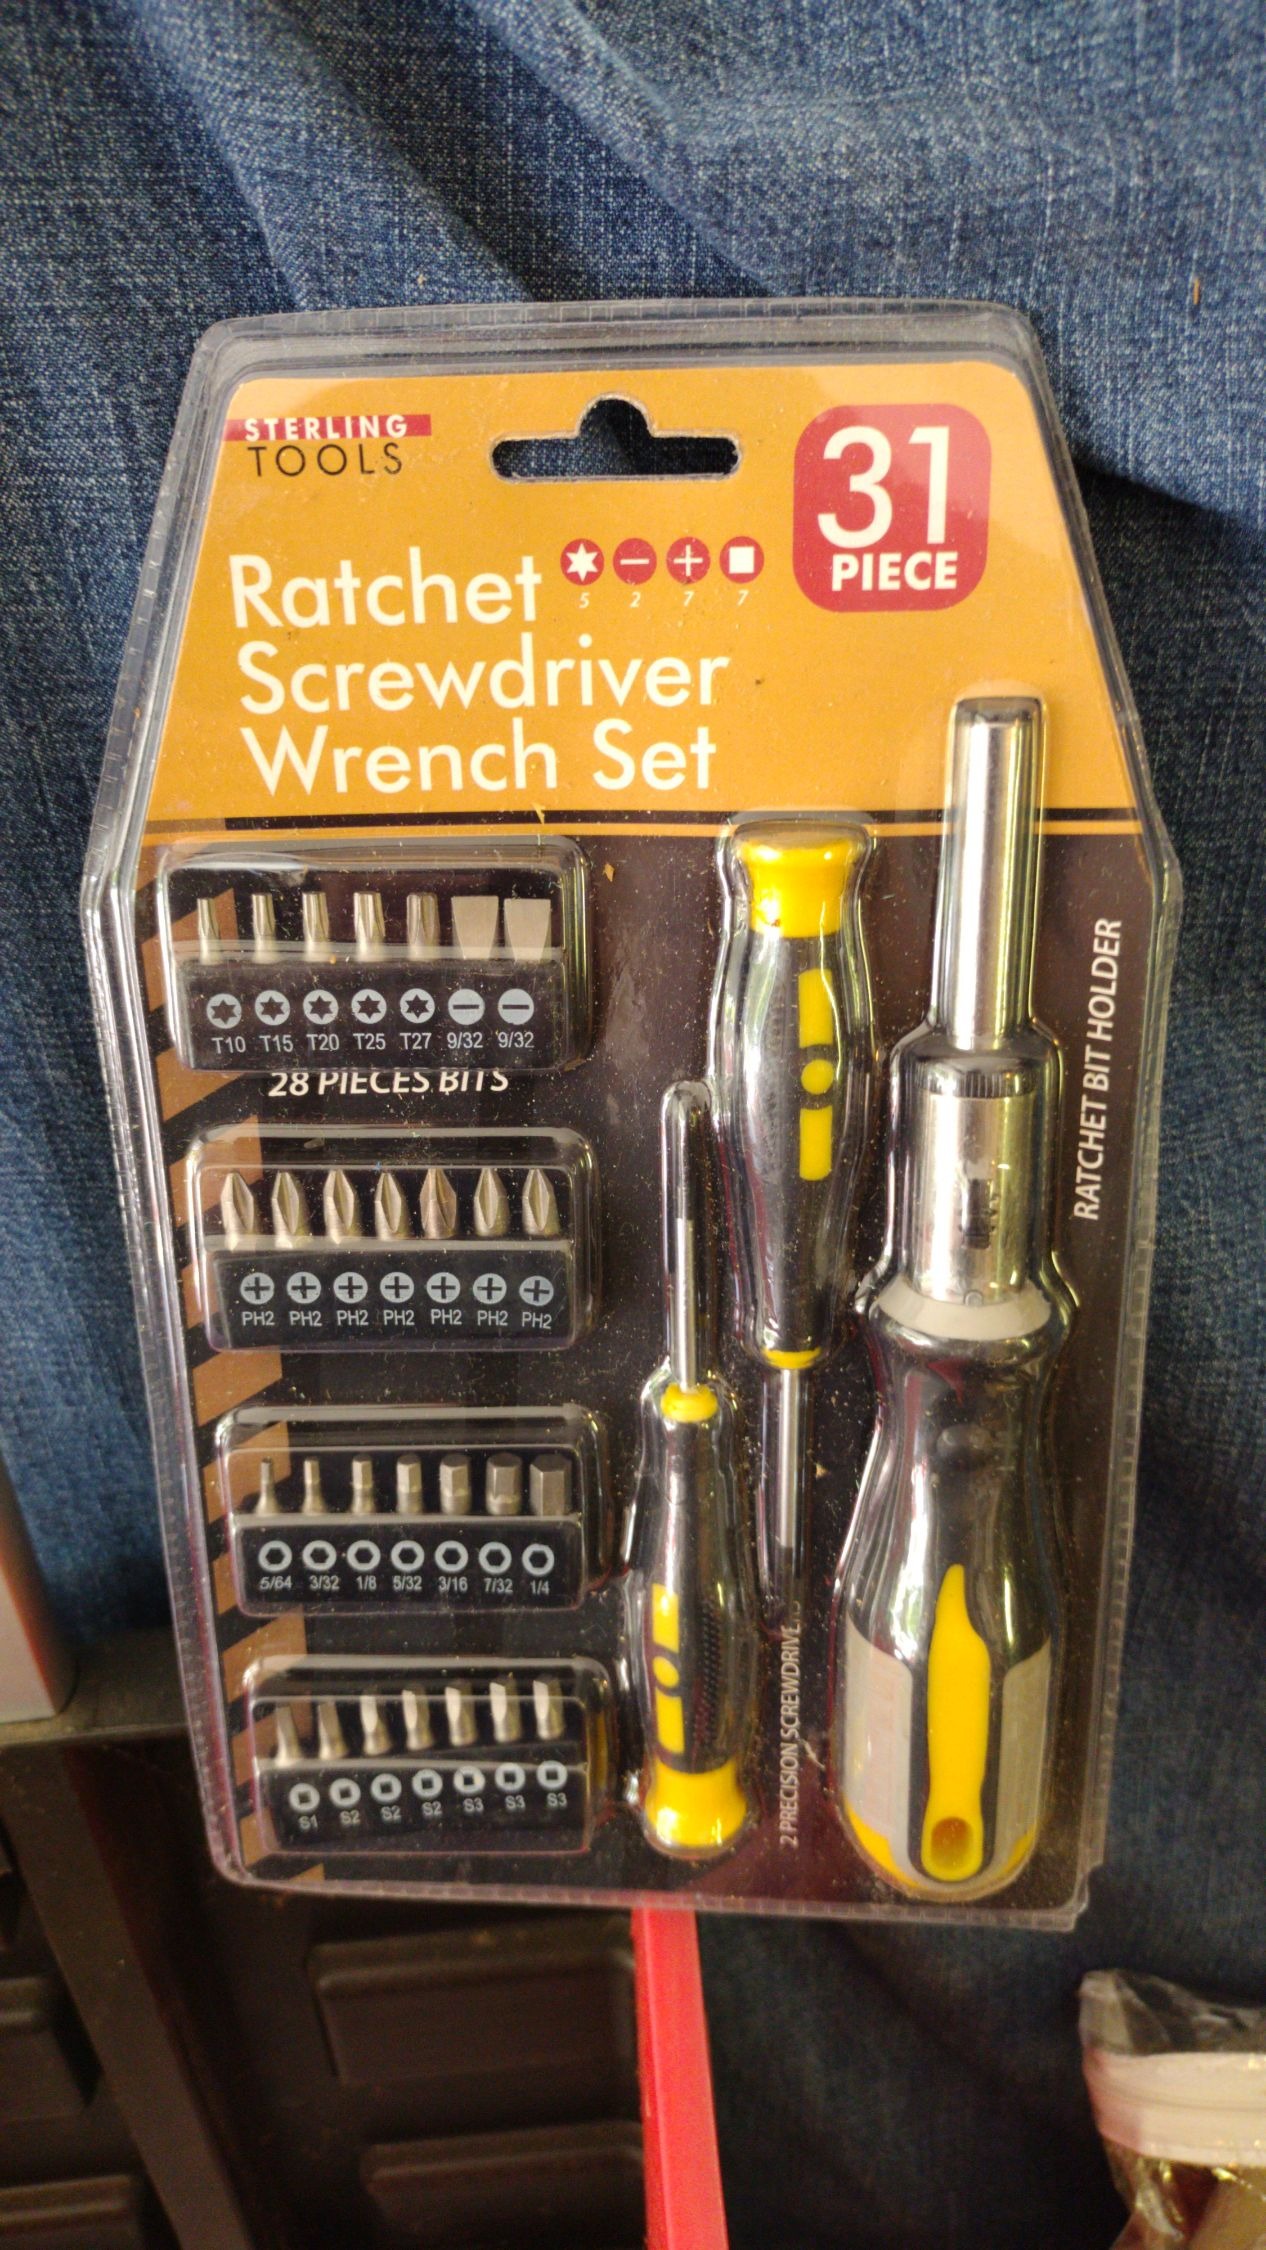 STERLING
TOOLS
31
PIECE
Ratchet
5 2 7 7
Screwdriver
Wrench Set
T10 T15 T20 T25 T27 9/32 9/32
28 PIECES BITS
PH2 PH2 PH2 PH2 PH2 PH2 PH2
5/64 3/32 1/8 5/32 3/16 7/32 1/4
S1 S2 S2 S2 S3 S3 S3
2 PRECISION SCREWDRIVE
RATCHET BIT HOLDER